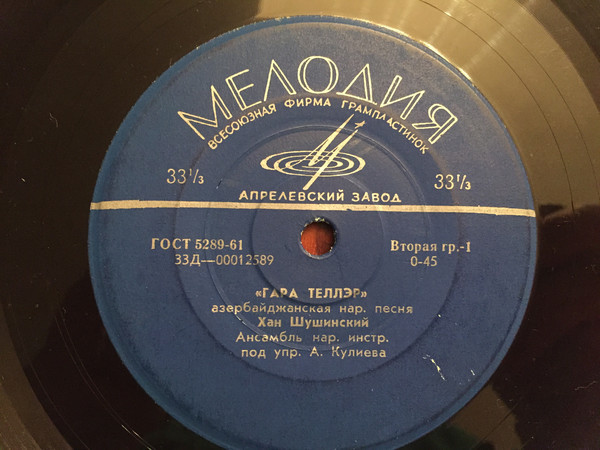 МЕЛОДИЯ
ВСЕСОЮЗНАЯ ФИРМА ГРАМПЛАСТИНОК
33⅓ 33⅓
АПРЕЛЕВСКИЙ ЗАВОД
ГОСТ 5289-61 Вторая гр.-I
33Д—00012589 0-45
«ГАРА ТЕЛЛЭР»
азербайджанская нар. песня
Хан Шушинский
Ансамбль нар. инстр.
под упр. А. Кулиева